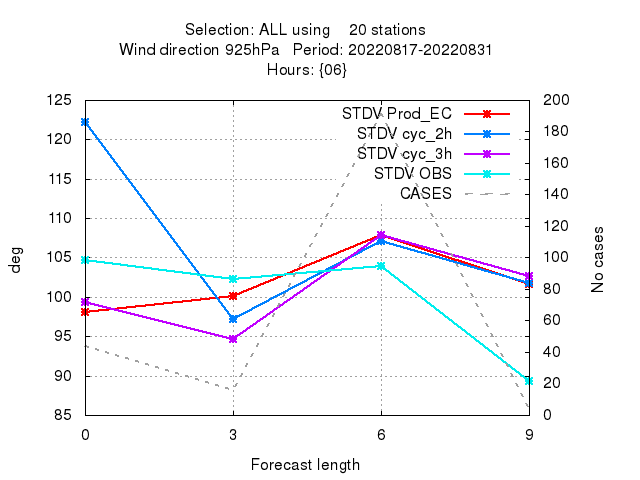 Selection: ALL using    20 stations
Wind direction 925hPa   Period: 20220817-20220831
Hours: {06}
STDV Prod_EC
STDV cyc_2h
STDV cyc_3h
STDV OBS
CASES
125
120
115
110
105
100
95
90
85
200
180
160
140
120
100
80
60
40
20
0
deg
No cases
0 3 6 9
Forecast length